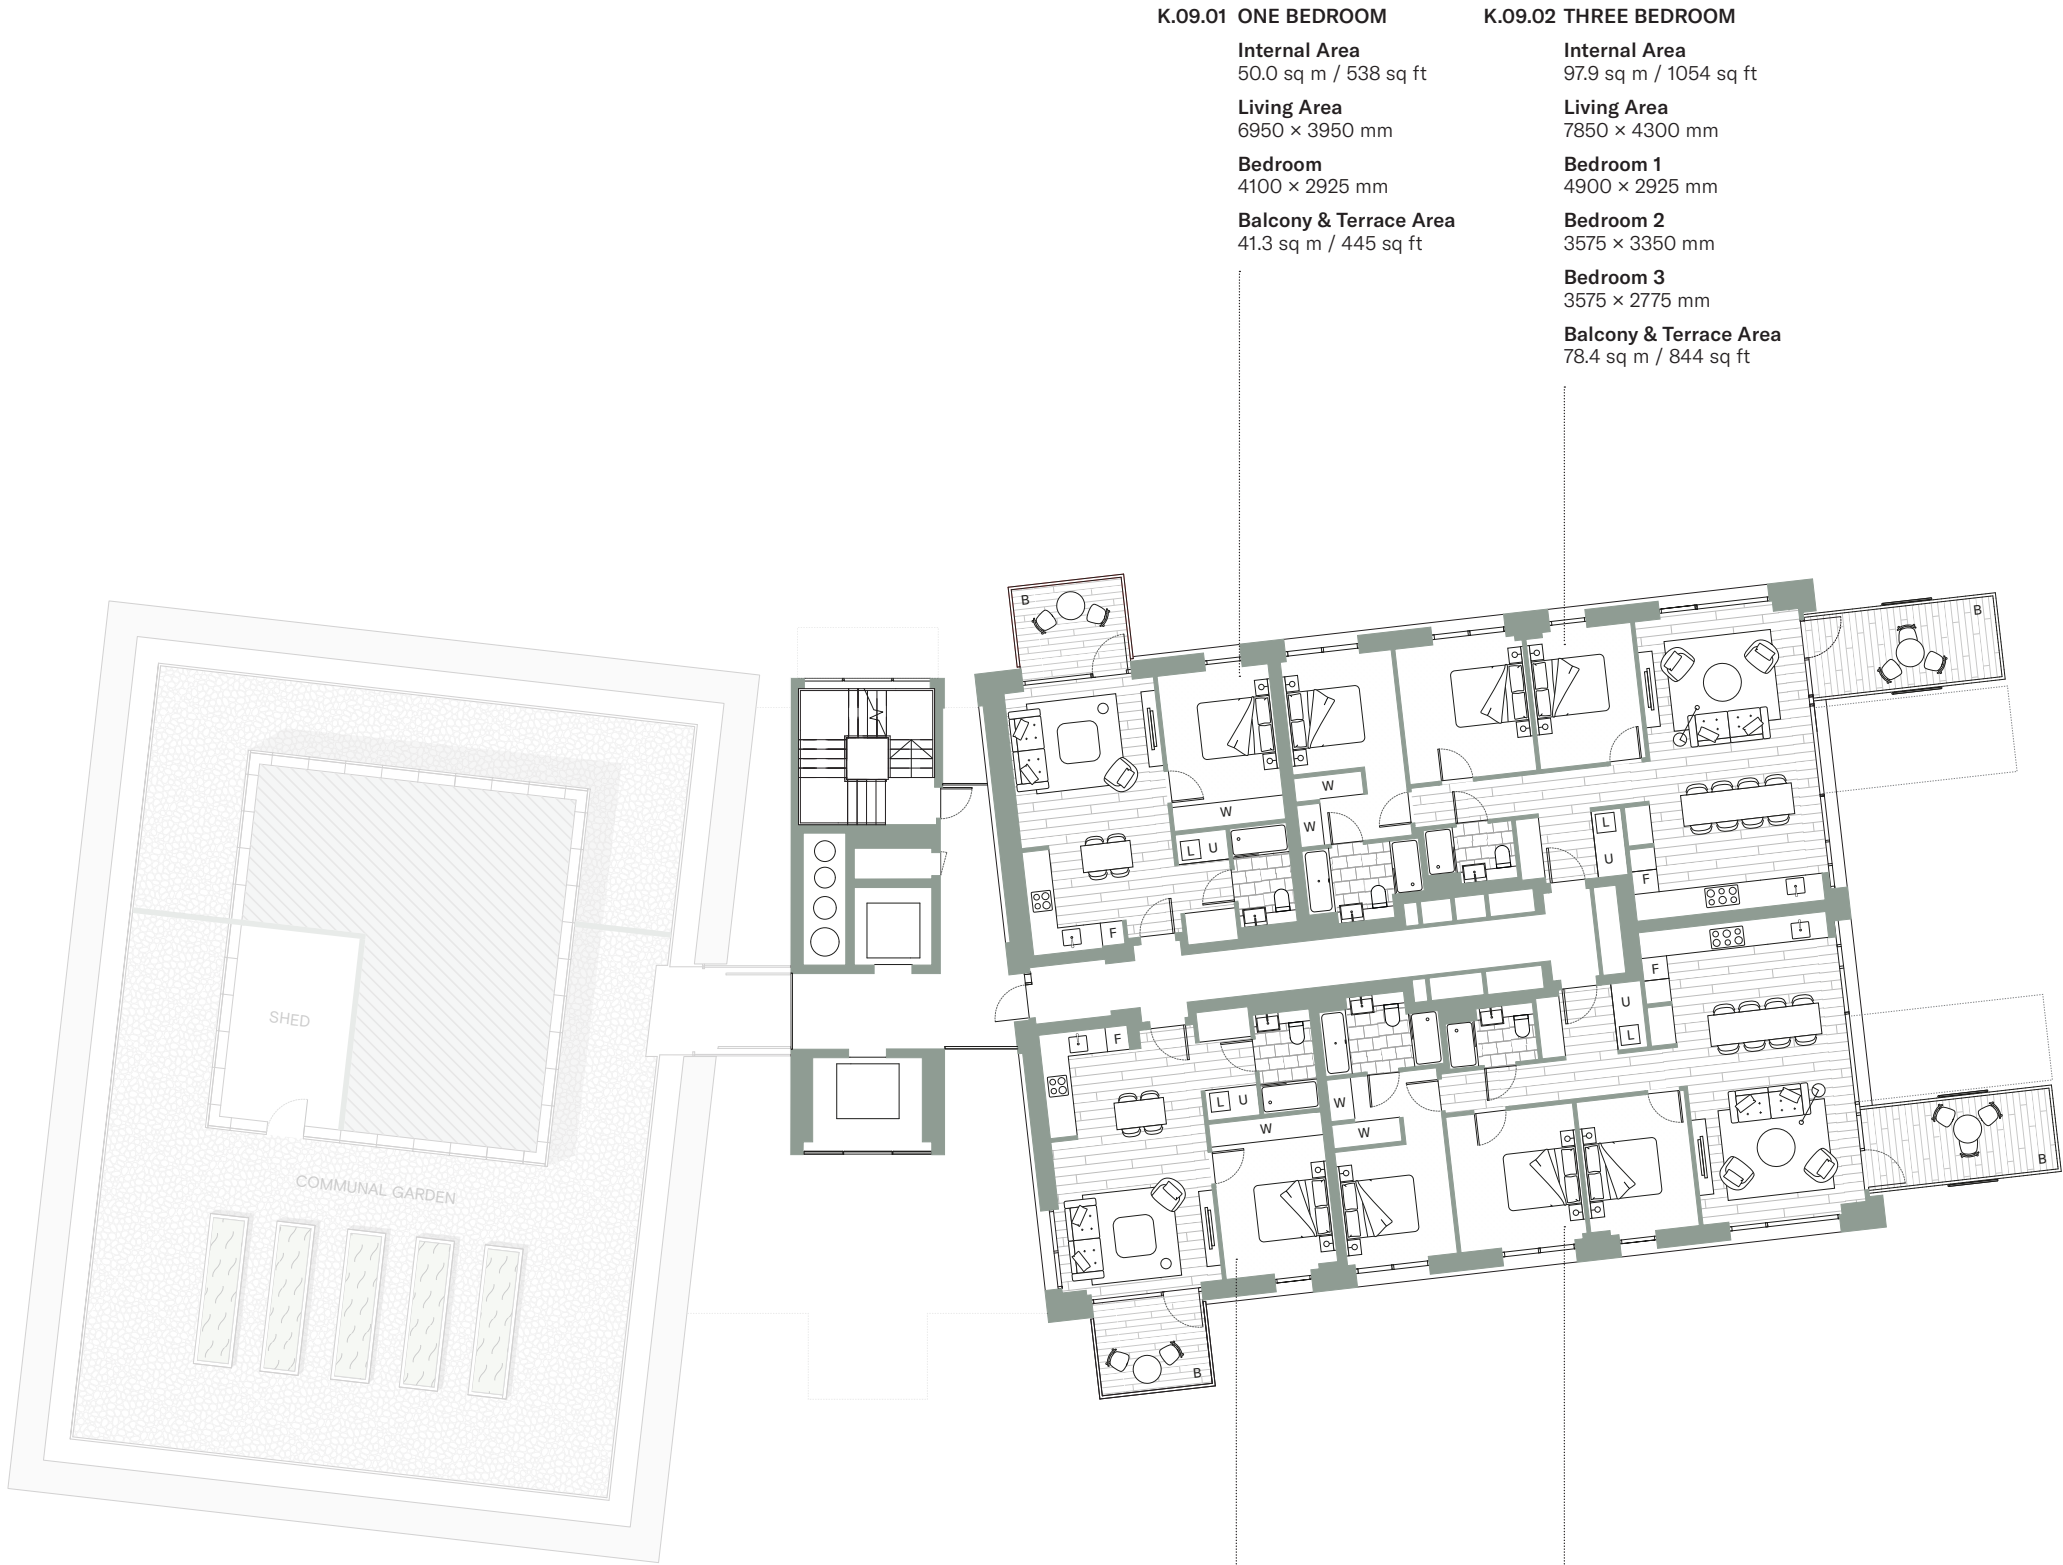 K.09.01 ONE BEDROOM
Internal Area
50.0 sq m / 538 sq ft
Living Area
6950 × 3950 mm
Bedroom
4100 × 2925 mm
Balcony & Terrace Area
41.3 sq m / 445 sq ft
K.09.02 THREE BEDROOM
Internal Area
97.9 sq m / 1054 sq ft
Living Area
7850 × 4300 mm
Bedroom 1
4900 × 2925 mm
Bedroom 2
3575 × 3350 mm
Bedroom 3
3575 × 2775 mm
Balcony & Terrace Area
78.4 sq m / 844 sq ft
B
B
W
W
W
L U
L
U
F
F
SHED
F
F
U
L
L U
W
W
W
COMMUNAL GARDEN
B
B